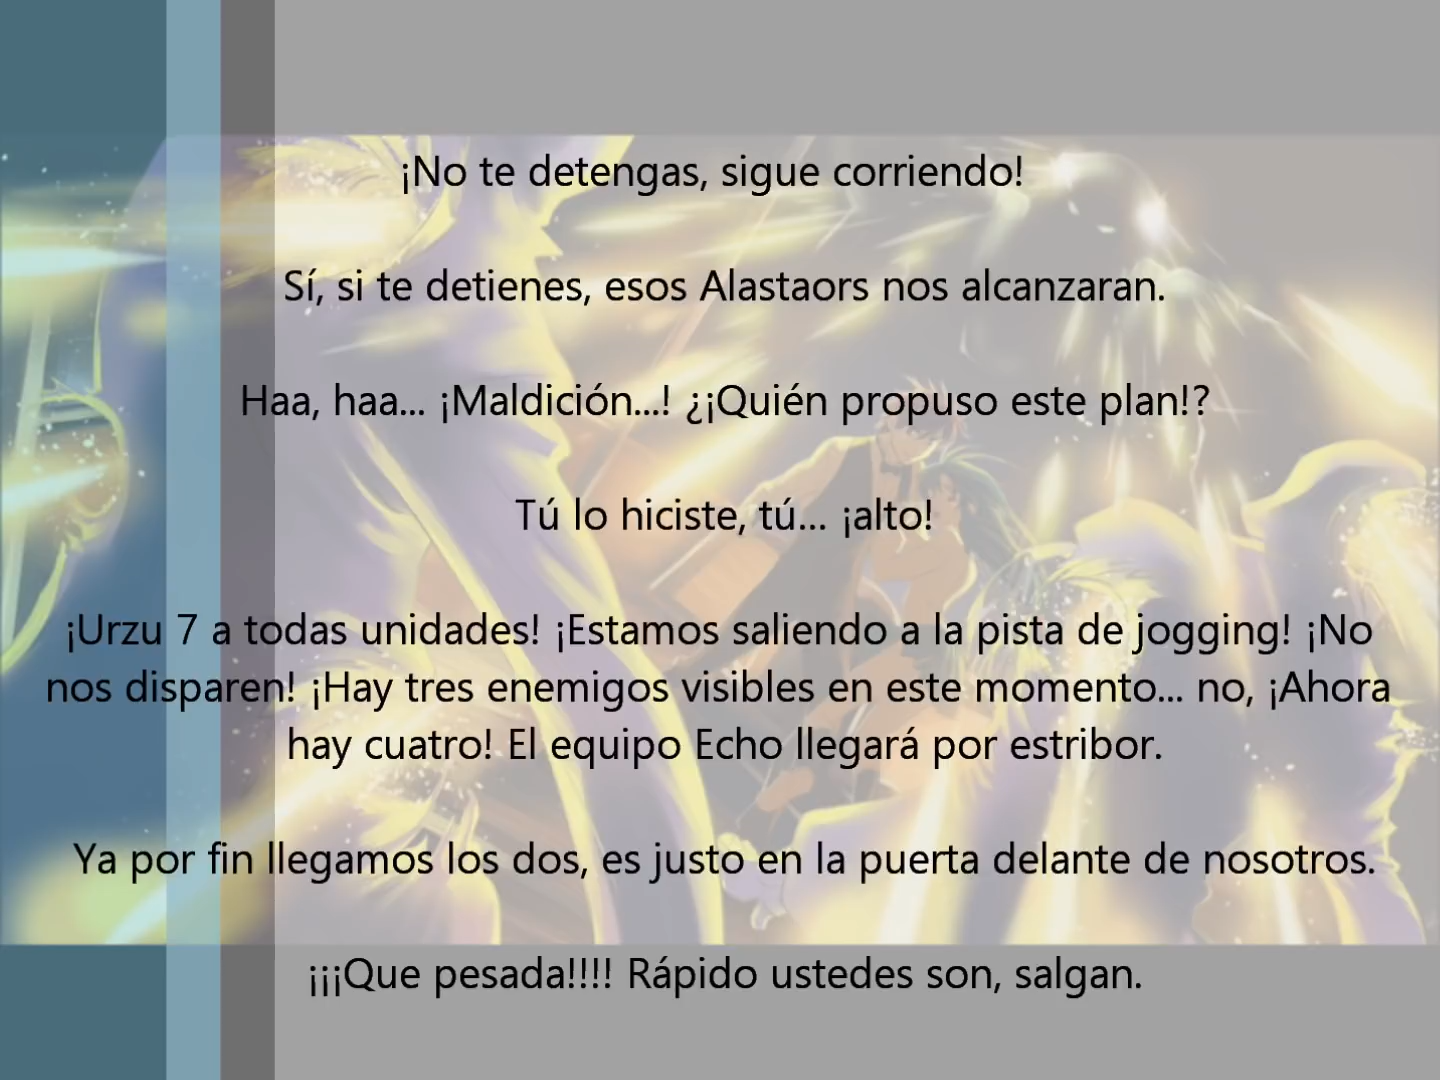 ¡No te detengas, sigue corriendo!
Sí, si te detienes, esos Alastaors nos alcanzaran.
Haa, haa... ¡Maldición...! ¿¡Quién propuso este plan!?
Tú lo hiciste, tú... ¡alto!
¡Urzu 7 a todas unidades! ¡Estamos saliendo a la pista de jogging! ¡No
nos disparen! ¡Hay tres enemigos visibles en este momento... no, ¡Ahora
hay cuatro! El equipo Echo llegará por estribor.
Ya por fin llegamos los dos, es justo en la puerta delante de nosotros.
¡¡¡Que pesada!!!! Rápido ustedes son, salgan.